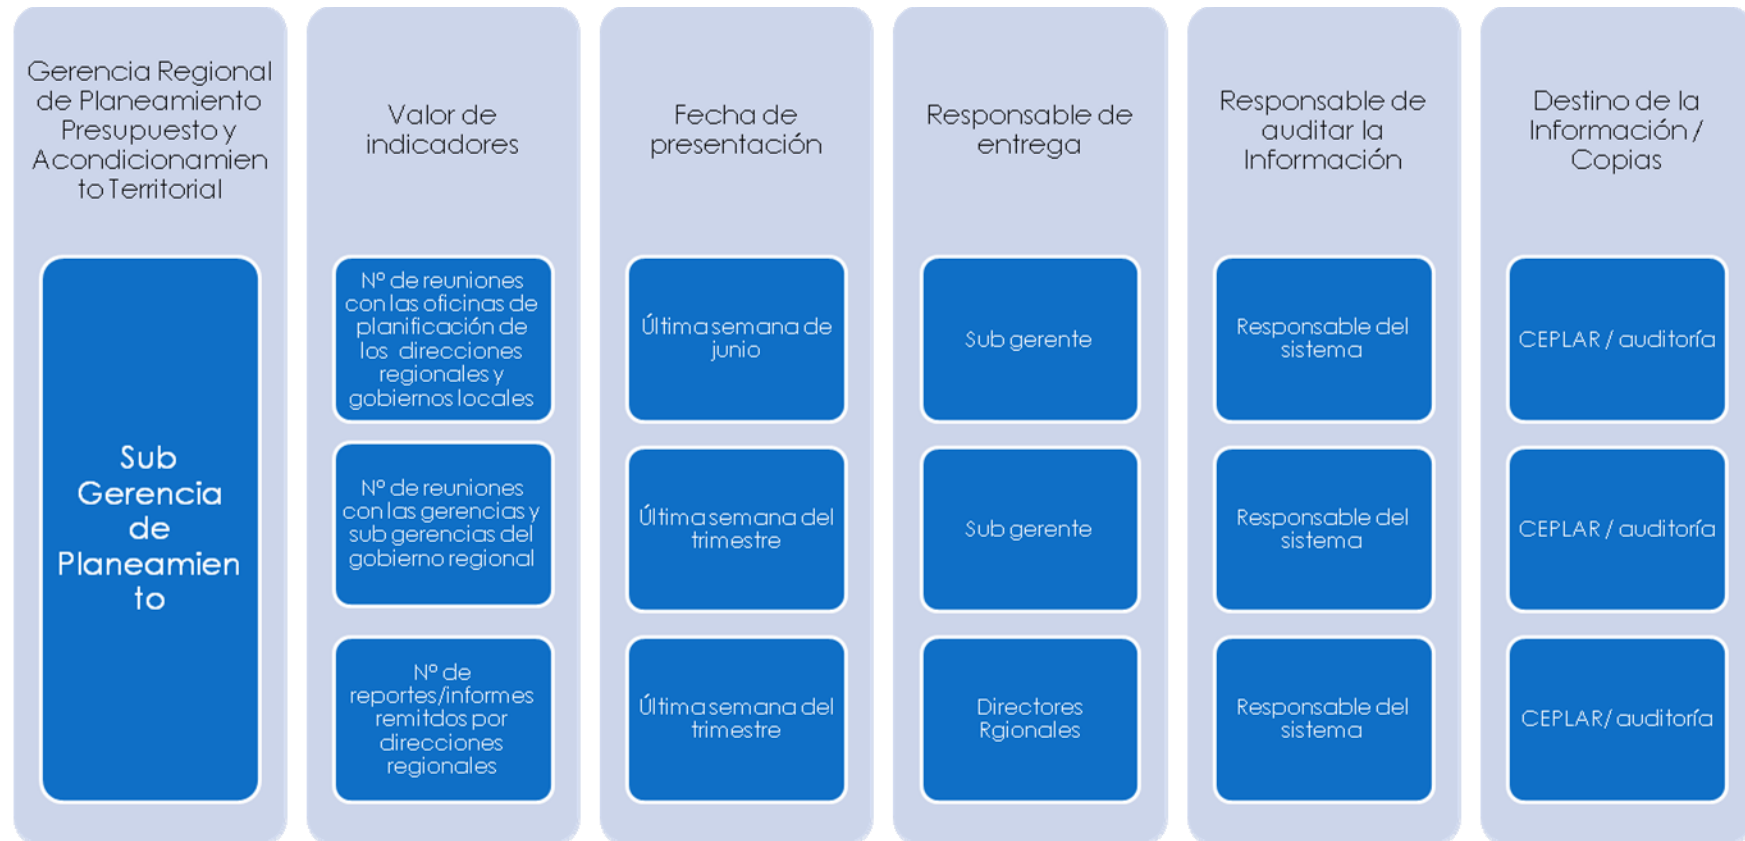 Gerencia Regional
de Planeamiento
Presupuesto y
Acondicionamien
to Territorial
Valor de
indicadores
Fecha de
presentación
Responsable de
entrega
Responsable de
auditar la
Información
Destino de la
Información /
Copias
Sub
Gerencia
de
Planeamien
to
Nº de reuniones
con las oficinas de
planificación de
los direcciones
regionales y
gobiernos locales
Última semana de
junio
Sub gerente
Responsable del
sistema
CEPLAR / auditoría
Nº de reuniones
con las gerencias y
sub gerencias del
gobierno regional
Última semana del
trimestre
Sub gerente
Responsable del
sistema
CEPLAR / auditoría
Nº de
reportes/informes
remitdos por
direcciones
regionales
Última semana del
trimestre
Directores
Rgionales
Responsable del
sistema
CEPLAR/ auditoría